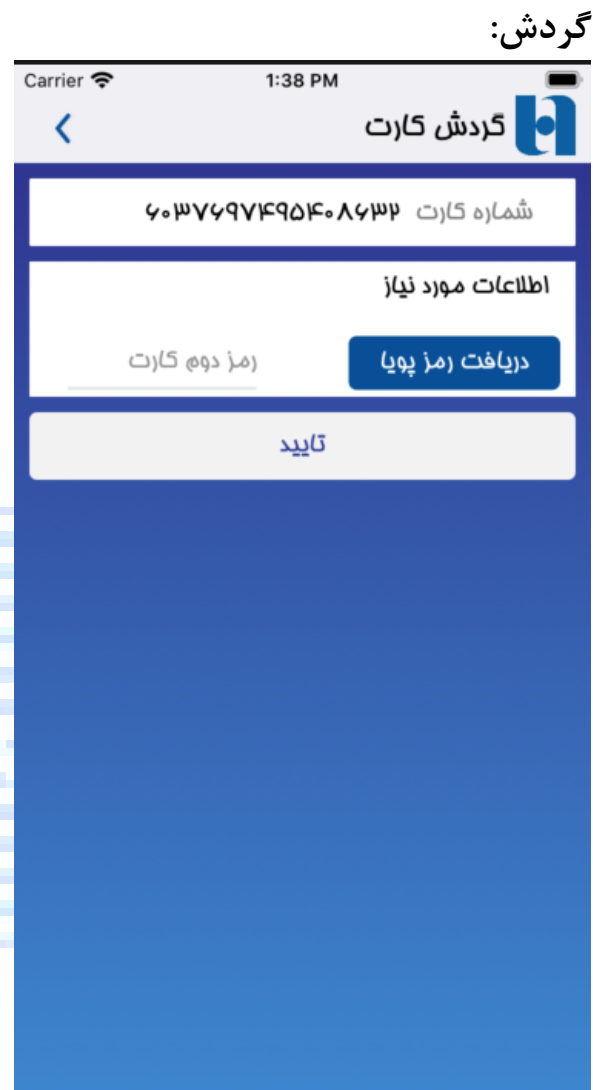 گردش:
Carrier 1:38 PM
گردش کارت
شماره کارت ۶۰۳۷۶۹۷۴۹۵۴۰۸۶۳۲
اطلاعات مورد نیاز
دریافت رمز پویا رمز دوم کارت
تایید